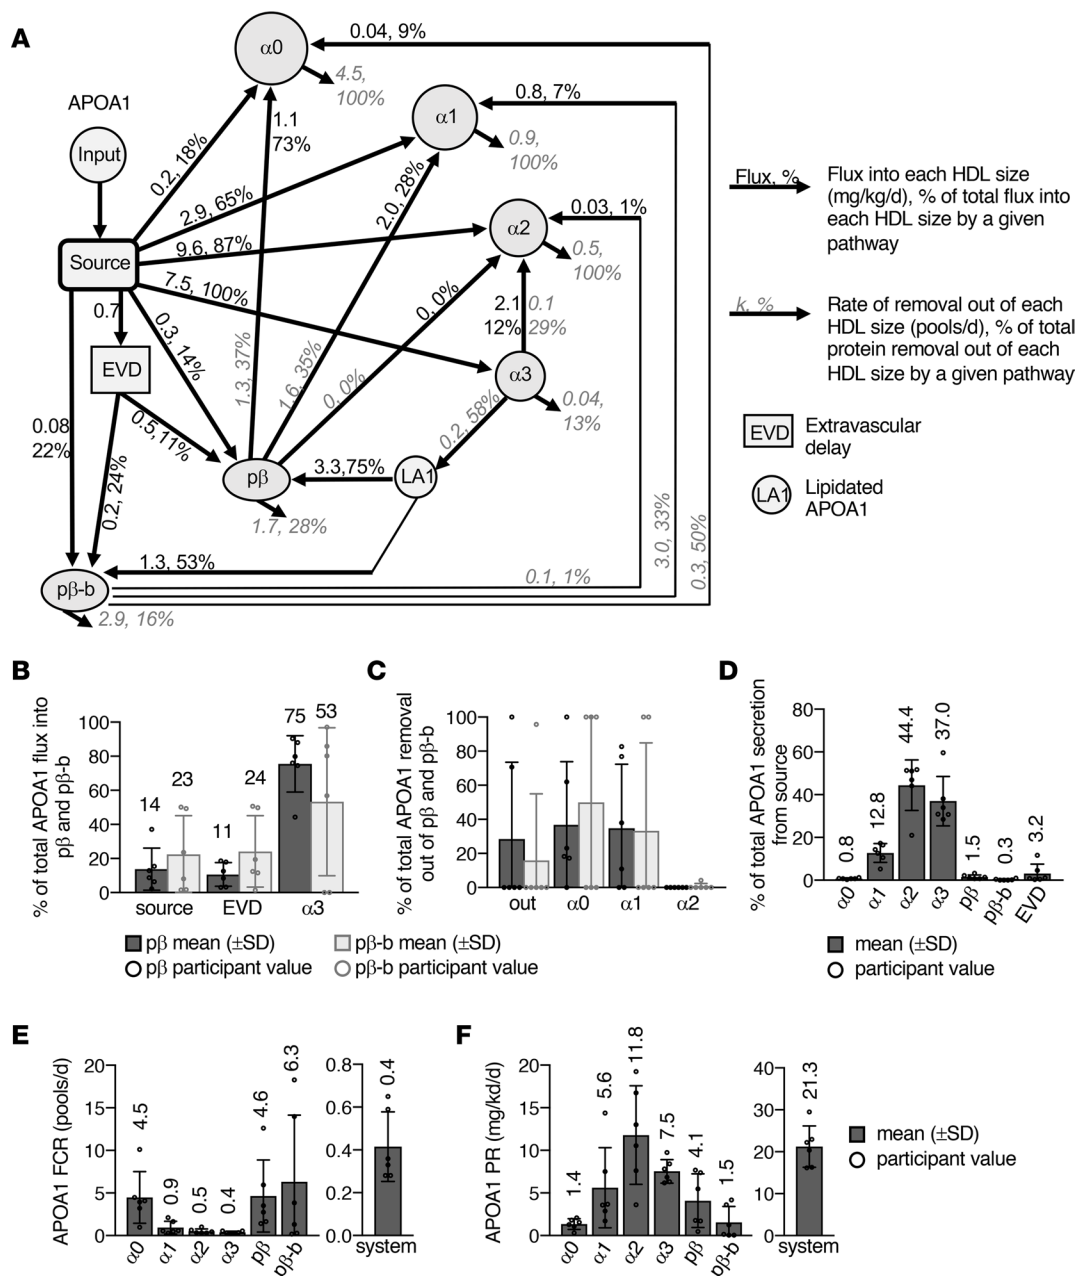 A
α0
0.04, 9%
4.5,
100%
APOA1
1.1
73%
α1
0.8, 7%
0.9,
100%
Input
0.2, 18%
2.0, 28%
Flux, %
Flux into each HDL size
(mg/kg/d), % of total flux into
each HDL size by a given
pathway
2.9, 65%
9.6, 87%
α2
0.03, 1%
0.5,
100%
Source
7.5, 100%
0, 0%
2.1
12%
0.1
29%
0.7
0.3, 14%
k, %
Rate of removal out of each
HDL size (pools/d), % of total
protein removal out of each
HDL size by a given pathway
EVD
1.3, 37%
1.6, 35%
0, 0%
α3
0.04,
13%
0.08
22%
0.5, 11%
0.2, 58%
EVD
Extravascular
delay
0.2, 24%
pβ
3.3,75%
LA1
LA1
Lipidated
APOA1
1.7, 28%
3.0, 33%
0.3, 50%
1.3, 53%
0.1, 1%
pβ-b
2.9, 16%
B
% of total APOA1 flux into
pβ and pβ-b
100
80
60
40
20
0
14
23
11
24
75
53
source
EVD
α3
pβ mean (±SD)
pβ participant value
pβ-b mean (±SD)
pβ-b participant value
C
% of total APOA1 removal
out of pβ and pβ-b
100
80
60
40
20
0
out
α0
α1
α2
D
% of total APOA1 secretion
from source
80
60
40
20
0
0.8
12.8
44.4
37.0
1.5
0.3
3.2
α0
α1
α2
α3
pβ
pβ-b
EVD
mean (±SD)
participant value
E
APOA1 FCR (pools/d)
20
15
10
5
0
4.5
0.9
0.5
0.4
4.6
6.3
α0
α1
α2
α3
pβ
pβ-b
0.8
0.6
0.4
0.2
0.0
0.4
system
F
APOA1 PR (mg/kd/d)
20
15
10
5
0
1.4
5.6
11.8
7.5
4.1
1.5
α0
α1
α2
α3
pβ
pβ-b
40
30
20
10
0
21.3
system
mean (±SD)
participant value